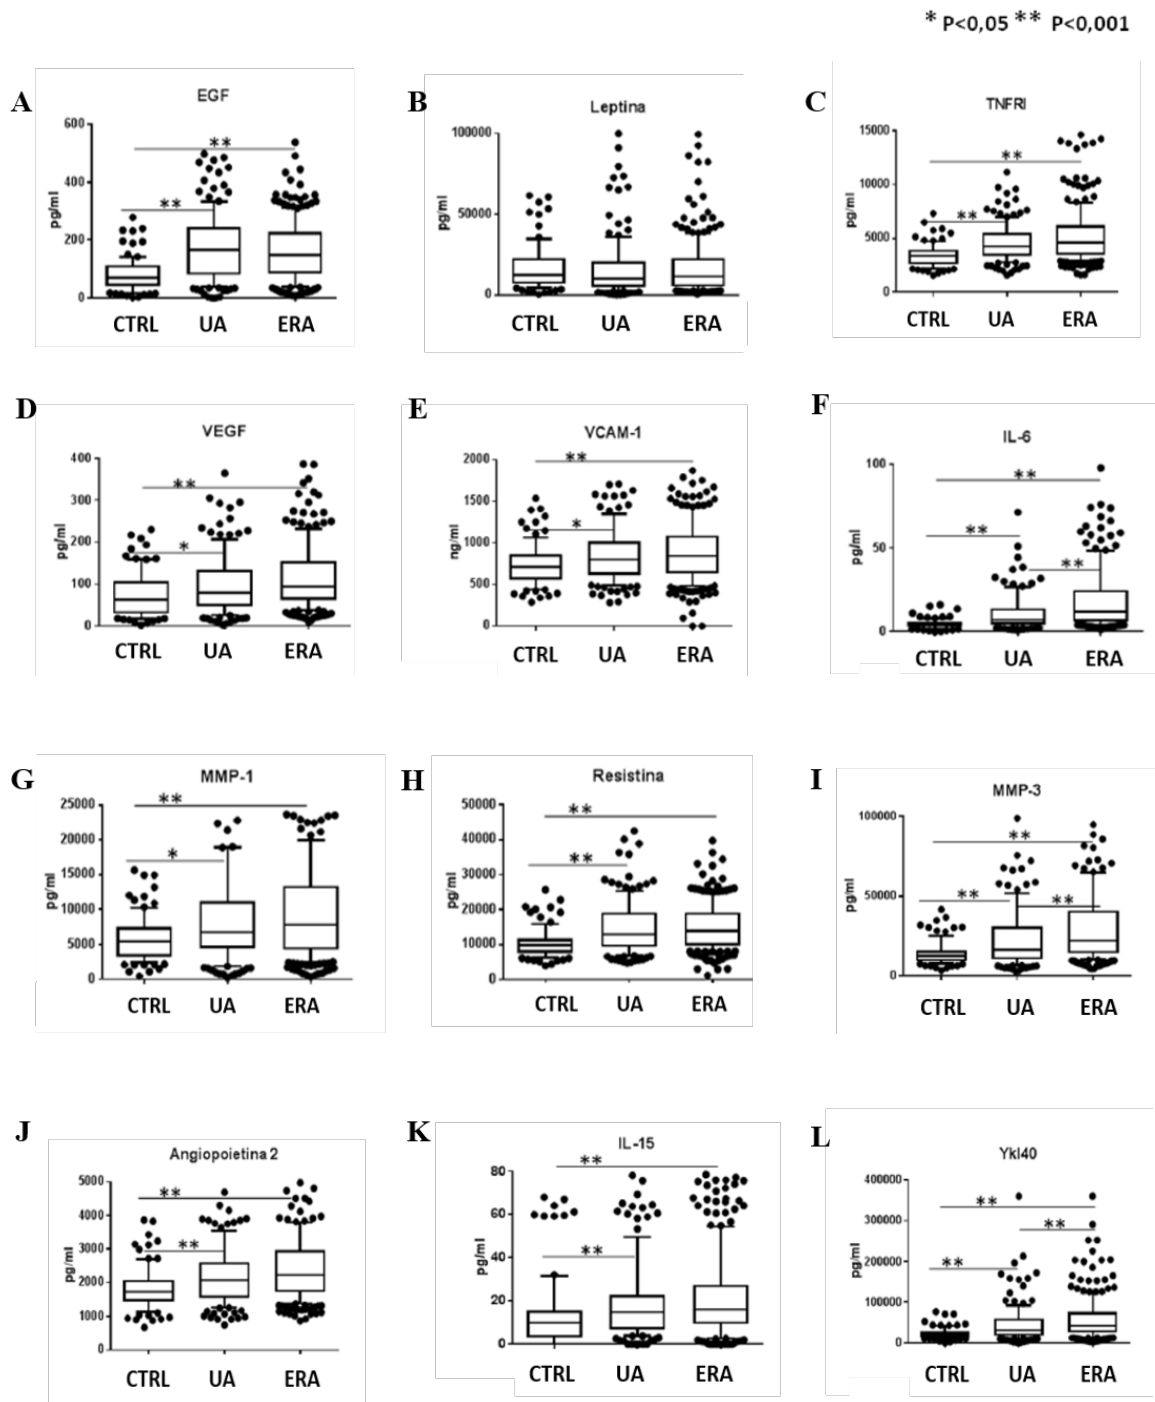 * P<0,05 ** P<0,001
A
EGF
600
400
200
0
pg/ml
**
**
CTRL UA ERA
B
Leptina
100000
50000
0
pg/ml
CTRL UA ERA
C
TNFRI
15000
10000
5000
0
pg/ml
**
**
CTRL UA ERA
D
VEGF
400
300
200
100
0
pg/ml
**
*
CTRL UA ERA
E
VCAM-1
2000
1500
1000
500
0
ng/ml
**
*
CTRL UA ERA
F
IL-6
100
50
0
pg/ml
**
**
**
CTRL UA ERA
G
MMP-1
25000
20000
15000
10000
5000
0
pg/ml
**
*
CTRL UA ERA
H
Resistina
50000
40000
30000
20000
10000
0
pg/ml
**
**
CTRL UA ERA
I
MMP-3
100000
50000
0
pg/ml
**
**
**
CTRL UA ERA
J
Angiopoietina 2
5000
4000
3000
2000
1000
0
pg/ml
**
**
CTRL UA ERA
K
IL-15
80
60
40
20
0
pg/ml
**
**
CTRL UA ERA
L
Ykl40
400000
300000
200000
100000
0
pg/ml
**
**
**
CTRL UA ERA